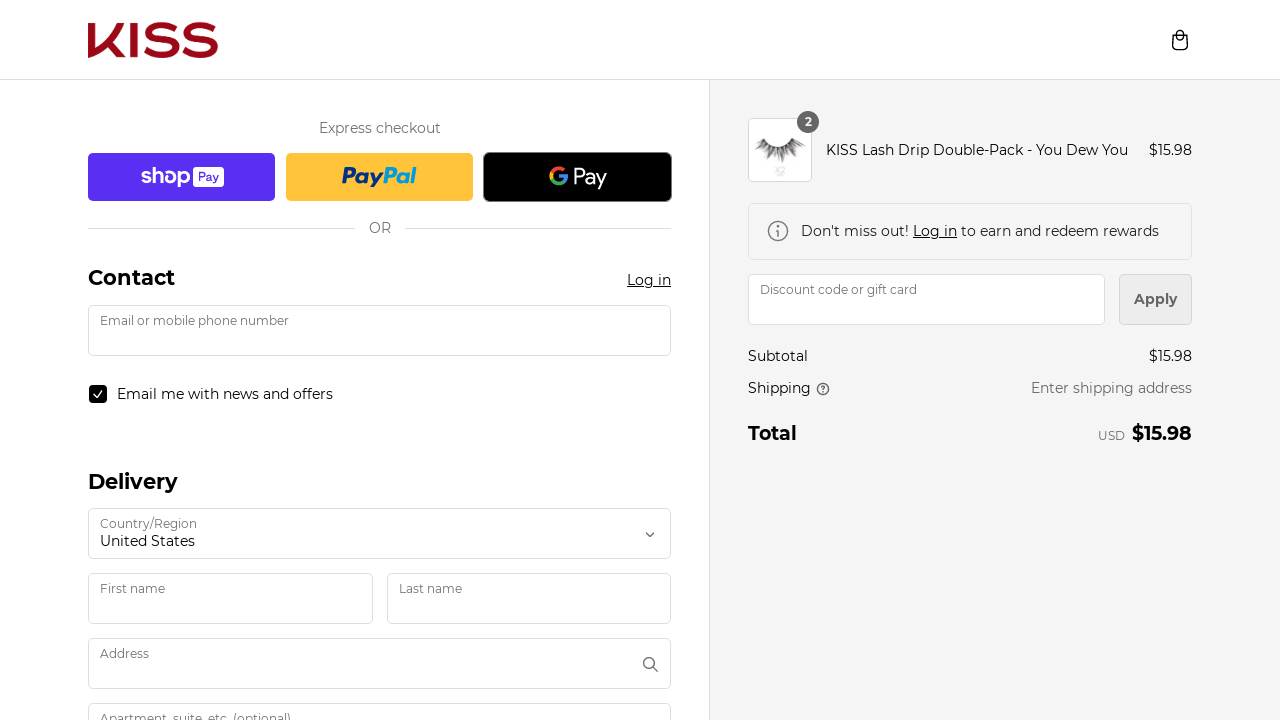 KISS
Express checkout
shop Pay
PayPal
G Pay
OR
Contact
Log in
Email or mobile phone number
Email me with news and offers
Delivery
Country/Region
United States
First name
Last name
Address
Apartment, suite, etc. (optional)
2
KISS Lash Drip Double-Pack - You Dew You
$15.98
Don't miss out! Log in to earn and redeem rewards
Discount code or gift card
Apply
Subtotal
$15.98
Shipping
Enter shipping address
Total
USD $15.98